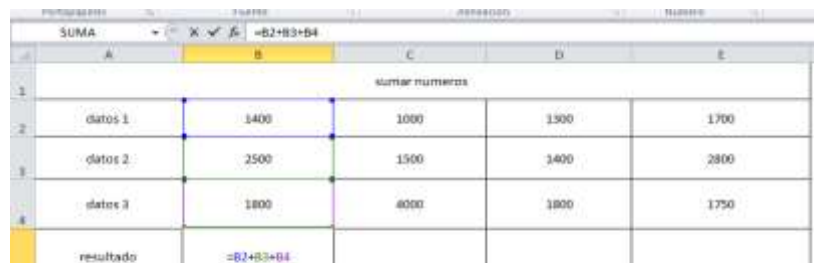 SUMA =B2+B3+B4
A B C D E
1 sumar numeros
2 datos 1 1400 1000 1300 1700
3 datos 2 2500 1500 1400 2800
4 datos 3 1800 4000 1800 1750
resultado =B2+B3+B4